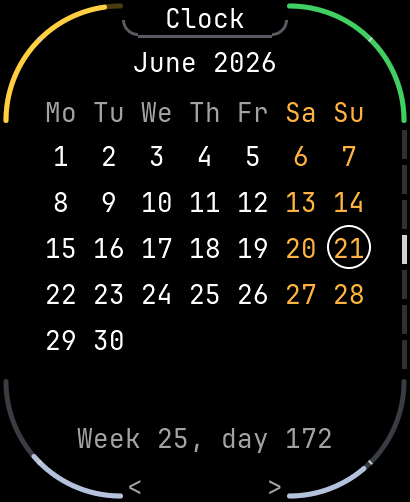 Clock
June 2026
Mo Tu We Th Fr Sa Su
1 2 3 4 5 6 7
8 9 10 11 12 13 14
15 16 17 18 19 20 21
22 23 24 25 26 27 28
29 30
Week 25, day 172
< >